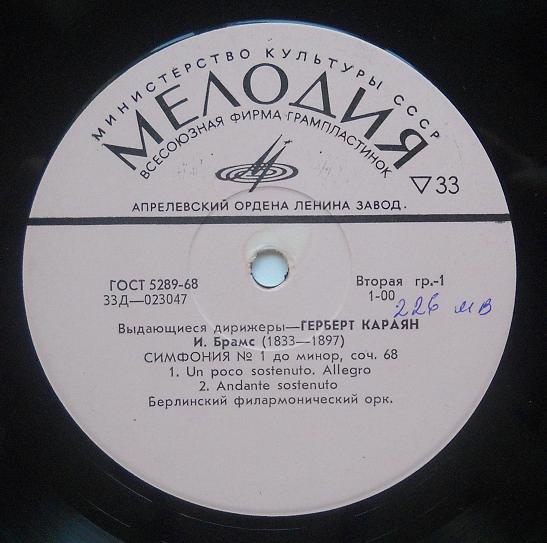 МИНИСТЕРСТВО КУЛЬТУРЫ СССР
МЕЛОДИЯ
ВСЕСОЮЗНАЯ ФИРМА ГРАМПЛАСТИНОК
▽33
АПРЕЛЕВСКИЙ ОРДЕНА ЛЕНИНА ЗАВОД.
ГОСТ 5289-68
Вторая гр.-1
33Д—023047
1-00
226 мв
Выдающиеся дирижеры—ГЕРБЕРТ КАРАЯН
И. Брамс (1833—1897)
СИМФОНИЯ № 1 до минор, соч. 68
1. Un poco sostenuto. Allegro
2. Andante sostenuto
Берлинский филармонический орк.